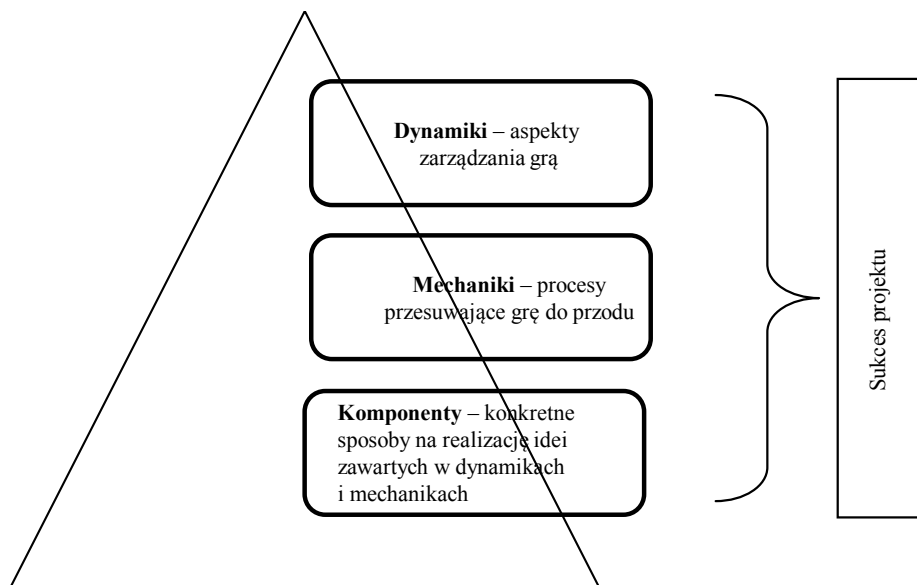 Dynamiki – aspekty
zarządzania grą
Mechaniki – procesy
przesuwające grę do przodu
Komponenty – konkretne
sposoby na realizację idei
zawartych w dynamikach
i mechanikach
Sukces projektu